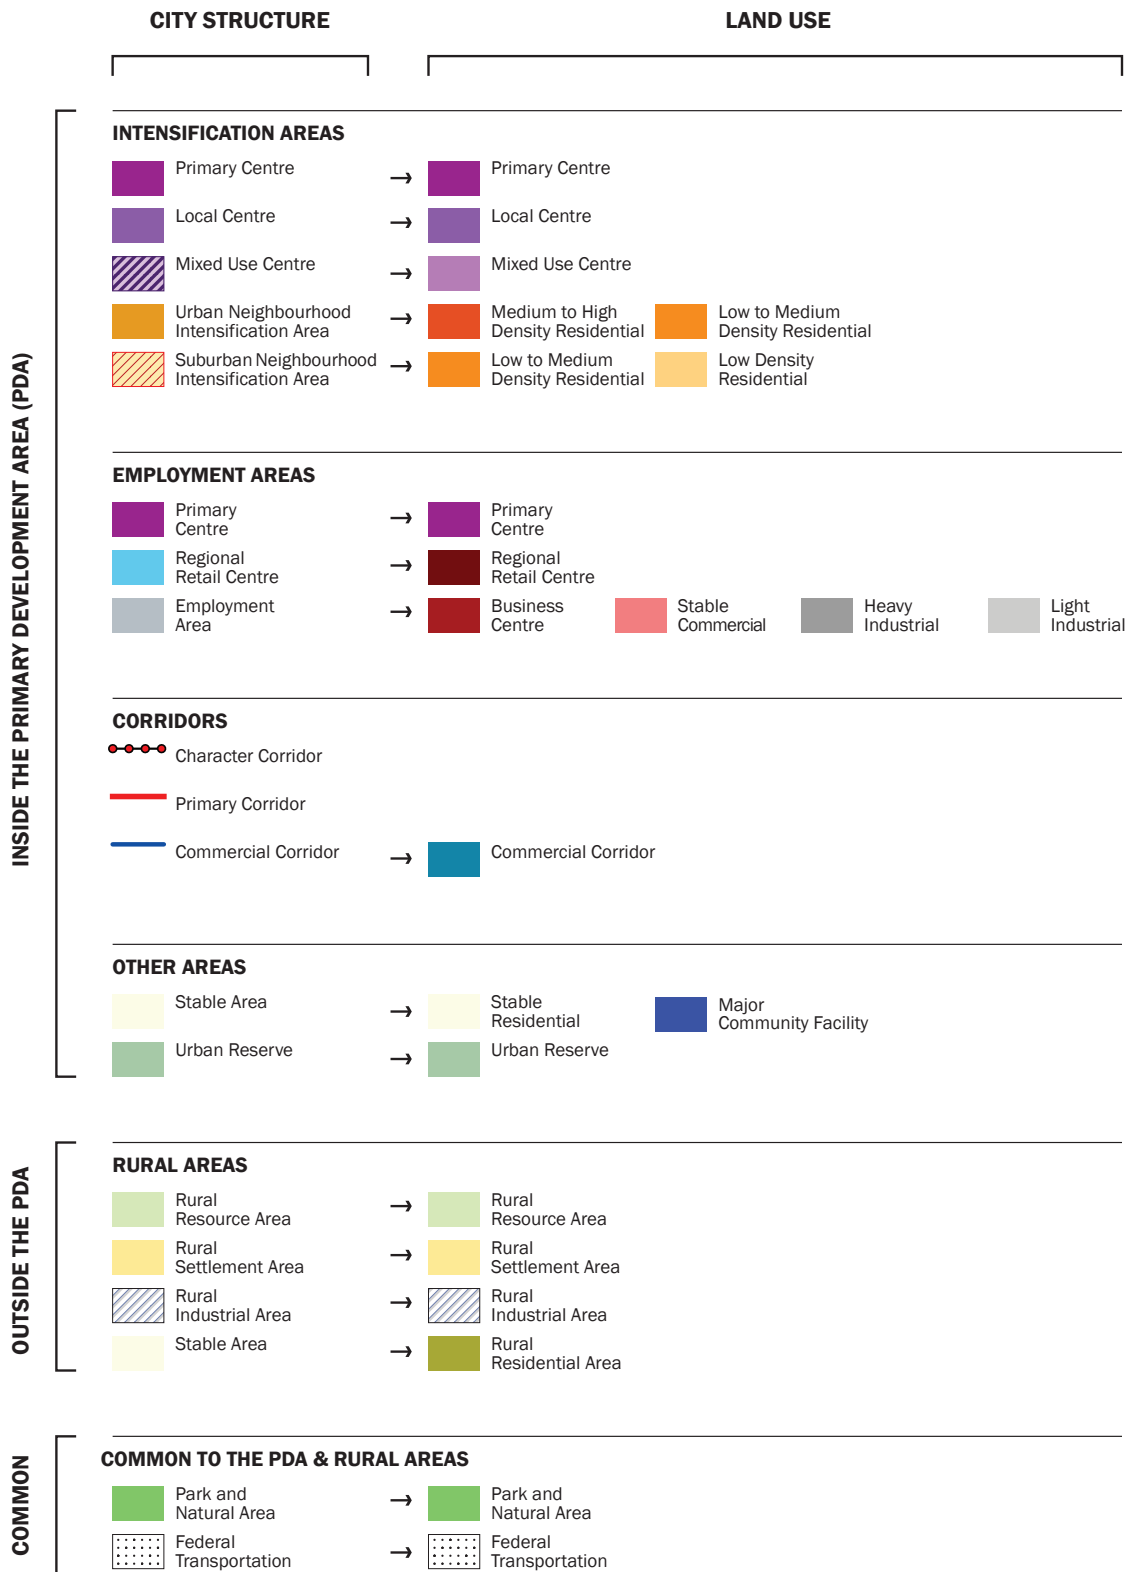 CITY STRUCTURE
LAND USE
INSIDE THE PRIMARY DEVELOPMENT AREA (PDA)
INTENSIFICATION AREAS
Primary Centre
Primary Centre
Local Centre
Local Centre
Mixed Use Centre
Mixed Use Centre
Urban Neighbourhood
Intensification Area
Medium to High
Density Residential
Low to Medium
Density Residential
Suburban Neighbourhood
Intensification Area
Low to Medium
Density Residential
Low Density
Residential
EMPLOYMENT AREAS
Primary
Centre
Primary
Centre
Regional
Retail Centre
Regional
Retail Centre
Employment
Area
Business
Centre
Stable
Commercial
Heavy
Industrial
Light
Industrial
CORRIDORS
Character Corridor
Primary Corridor
Commercial Corridor
Commercial Corridor
OTHER AREAS
Stable Area
Stable
Residential
Major
Community Facility
Urban Reserve
Urban Reserve
OUTSIDE THE PDA
RURAL AREAS
Rural
Resource Area
Rural
Resource Area
Rural
Settlement Area
Rural
Settlement Area
Rural
Industrial Area
Rural
Industrial Area
Stable Area
Rural
Residential Area
COMMON
COMMON TO THE PDA & RURAL AREAS
Park and
Natural Area
Park and
Natural Area
Federal
Transportation
Federal
Transportation